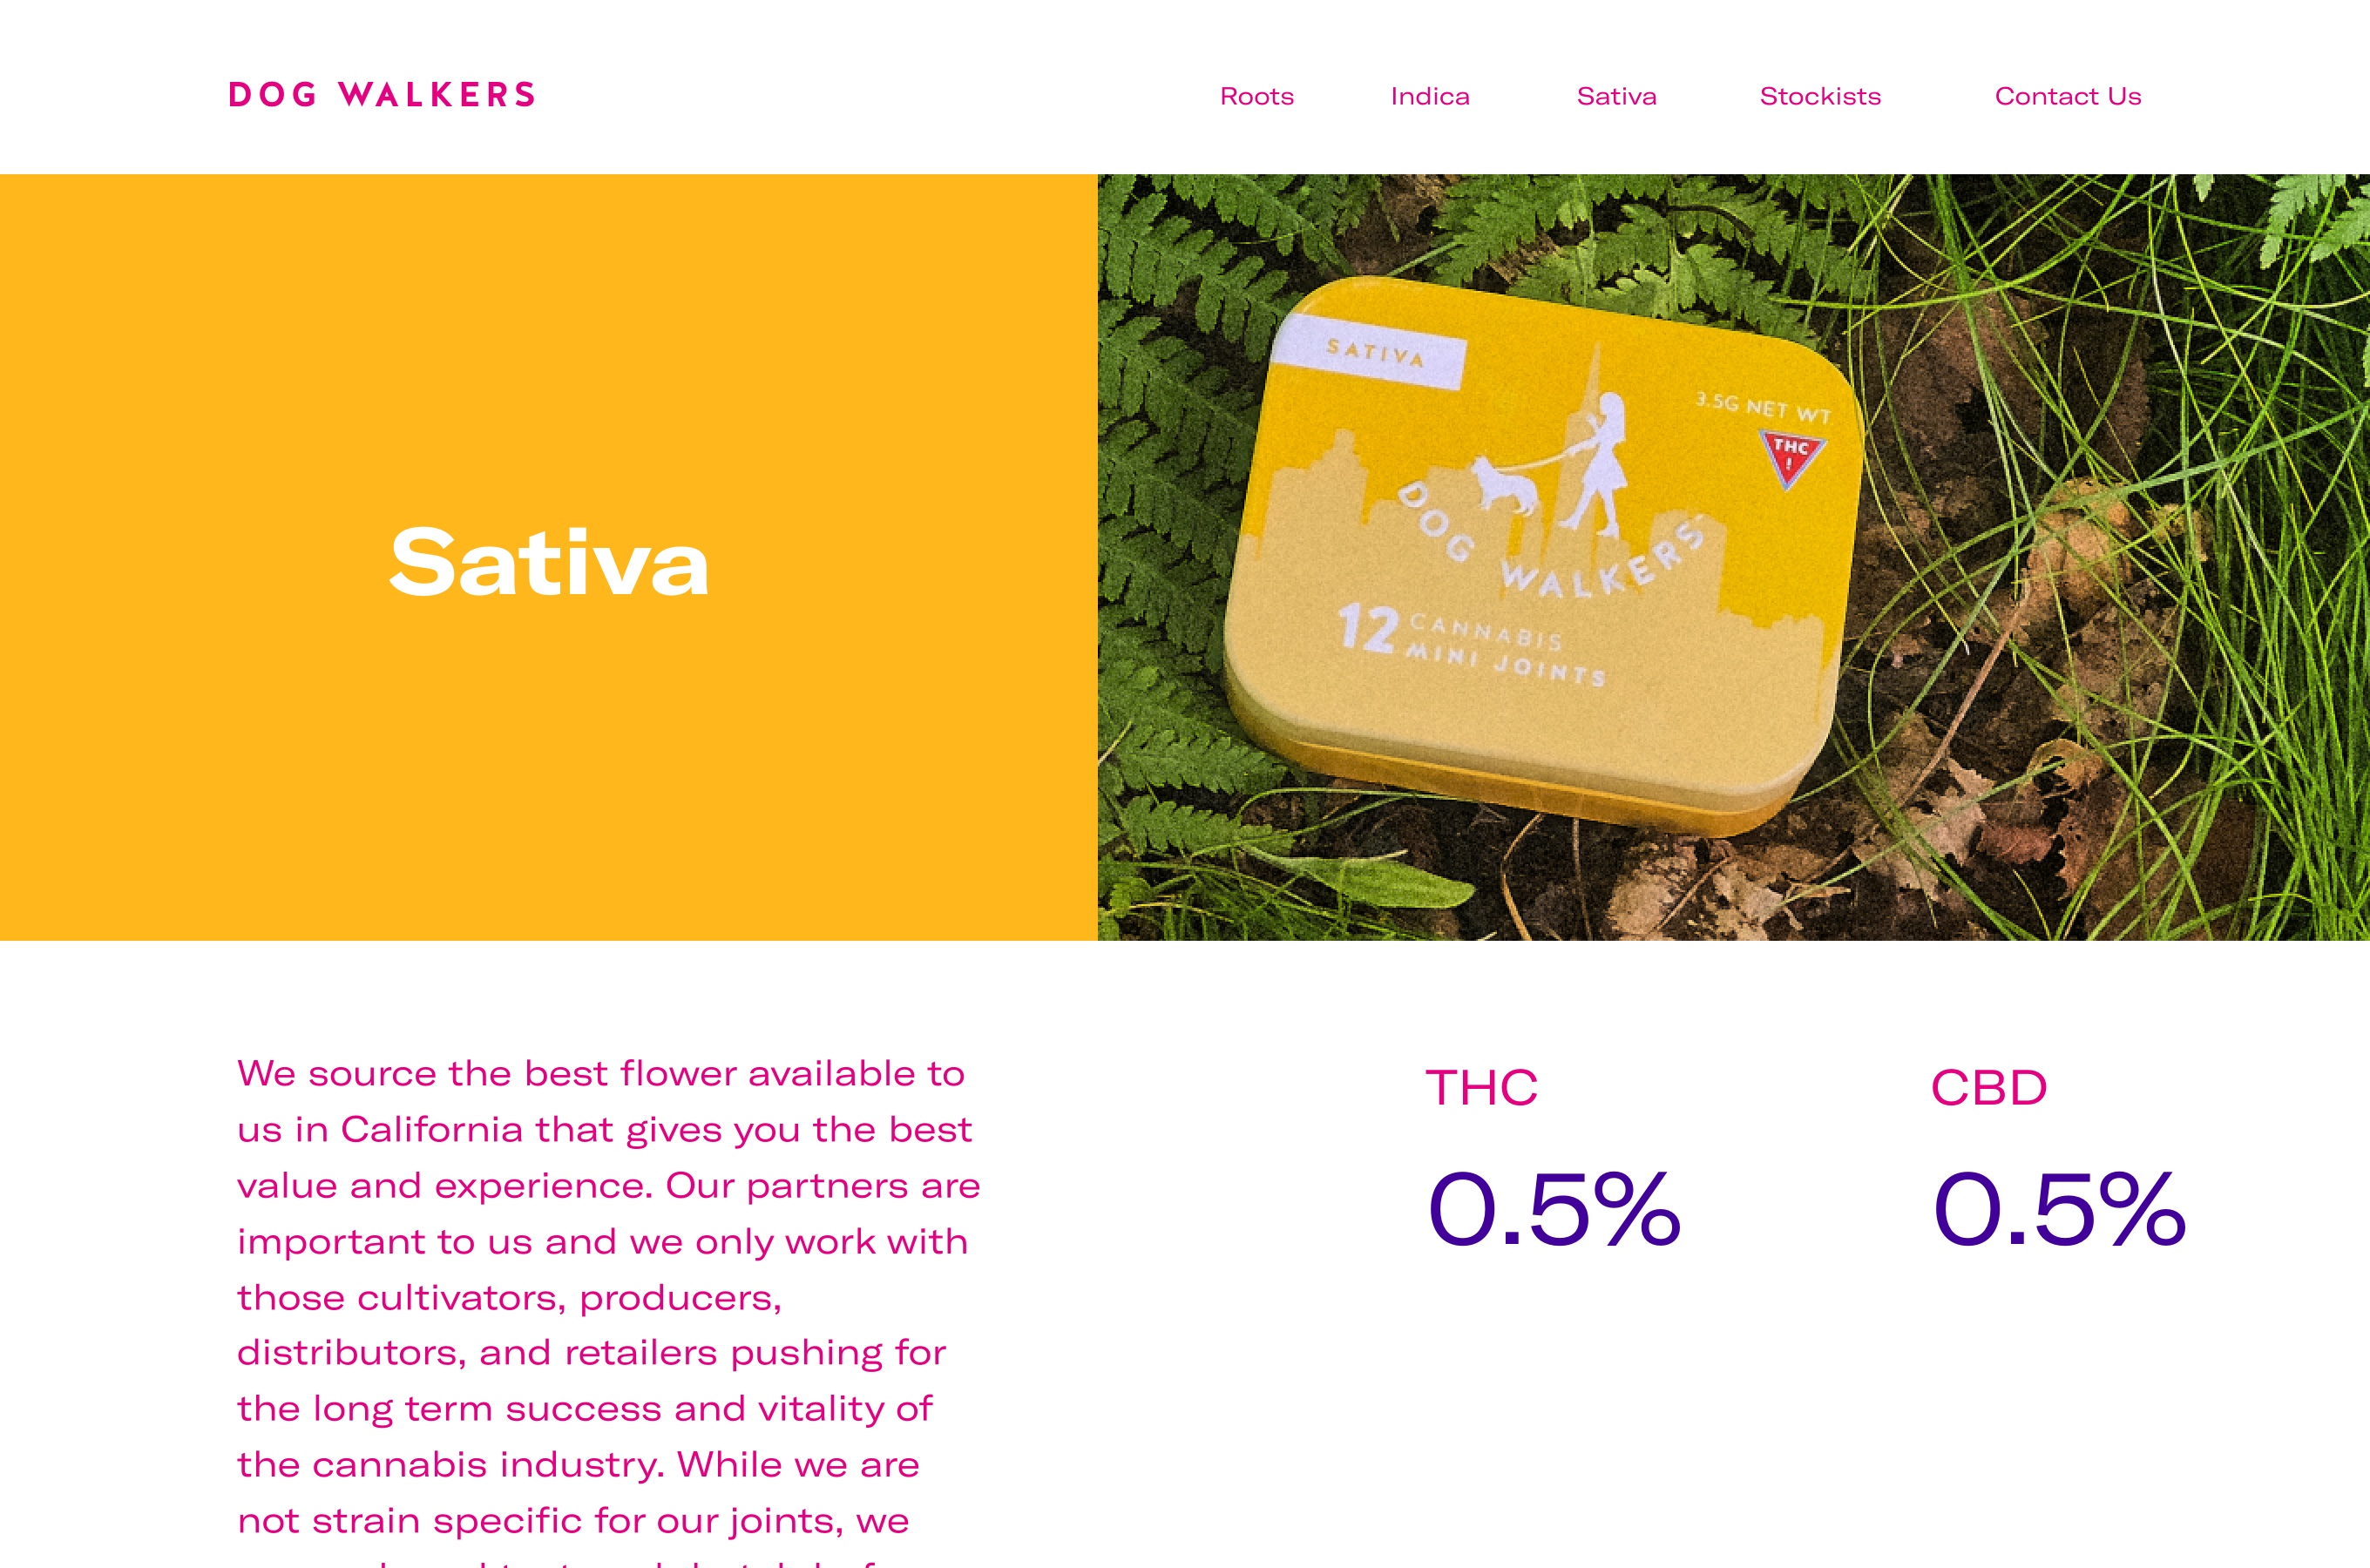 DOG WALKERS
Roots
Indica
Sativa
Stockists
Contact Us
Sativa
SATIVA
3.5G NET WT
THC
!
DOG WALKERS
12 CANNABIS
MINI JOINTS
We source the best flower available to
us in California that gives you the best
value and experience. Our partners are
important to us and we only work with
those cultivators, producers,
distributors, and retailers pushing for
the long term success and vitality of
the cannabis industry. While we are
not strain specific for our joints, we
THC
0.5%
CBD
0.5%